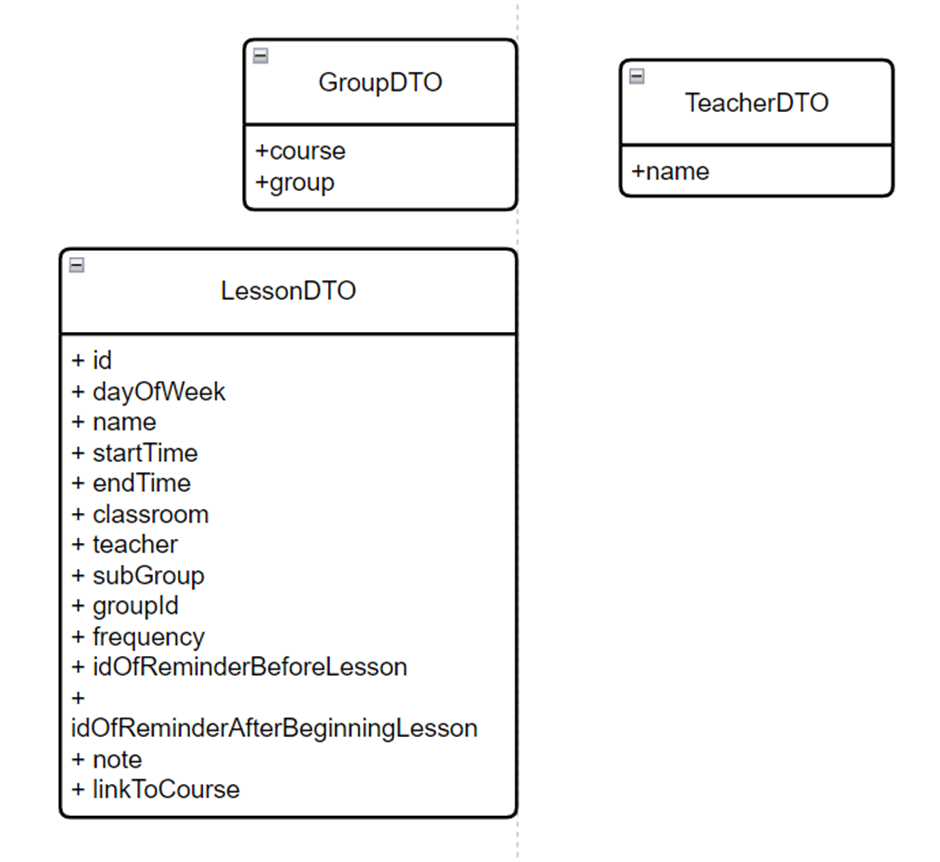 GroupDTO
+course
+group
TeacherDTO
+name
LessonDTO
+ id
+ dayOfWeek
+ name
+ startTime
+ endTime
+ classroom
+ teacher
+ subGroup
+ groupId
+ frequency
+ idOfReminderBeforeLesson
+
idOfReminderAfterBeginningLesson
+ note
+ linkToCourse